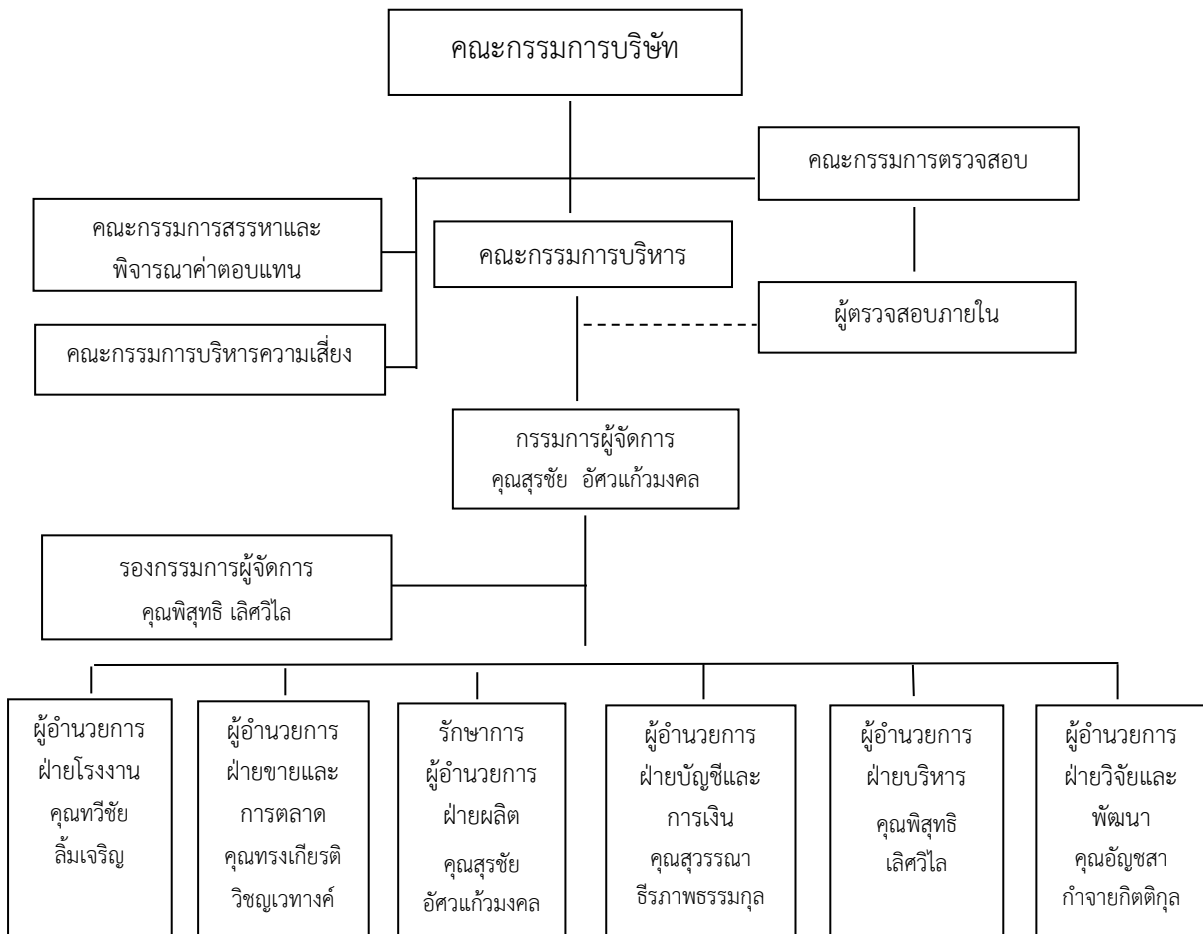 คณะกรรมการบริษัท
คณะกรรมการตรวจสอบ
คณะกรรมการสรรหาและ
พิจารณาค่าตอบแทน
คณะกรรมการบริหาร
ผู้ตรวจสอบภายใน
คณะกรรมการบริหารความเสี่ยง
กรรมการผู้จัดการ
คุณสุรชัย อัศวแก้วมงคล
รองกรรมการผู้จัดการ
คุณพิสุทธิ เลิศวิไล
ผู้อำนวยการ
ฝ่ายโรงงาน
คุณทวีชัย
ลิ้มเจริญ
ผู้อำนวยการ
ฝ่ายขายและ
การตลาด
คุณทรงเกียรติ
วิชญเวทางค์
รักษาการ
ผู้อำนวยการ
ฝ่ายผลิต
คุณสุรชัย
อัศวแก้วมงคล
ผู้อำนวยการ
ฝ่ายบัญชีและ
การเงิน
คุณสุวรรณา
ธีรภาพธรรมกุล
ผู้อำนวยการ
ฝ่ายบริหาร
คุณพิสุทธิ
เลิศวิไล
ผู้อำนวยการ
ฝ่ายวิจัยและ
พัฒนา
คุณอัญชสา
กำจายกิตติกุล